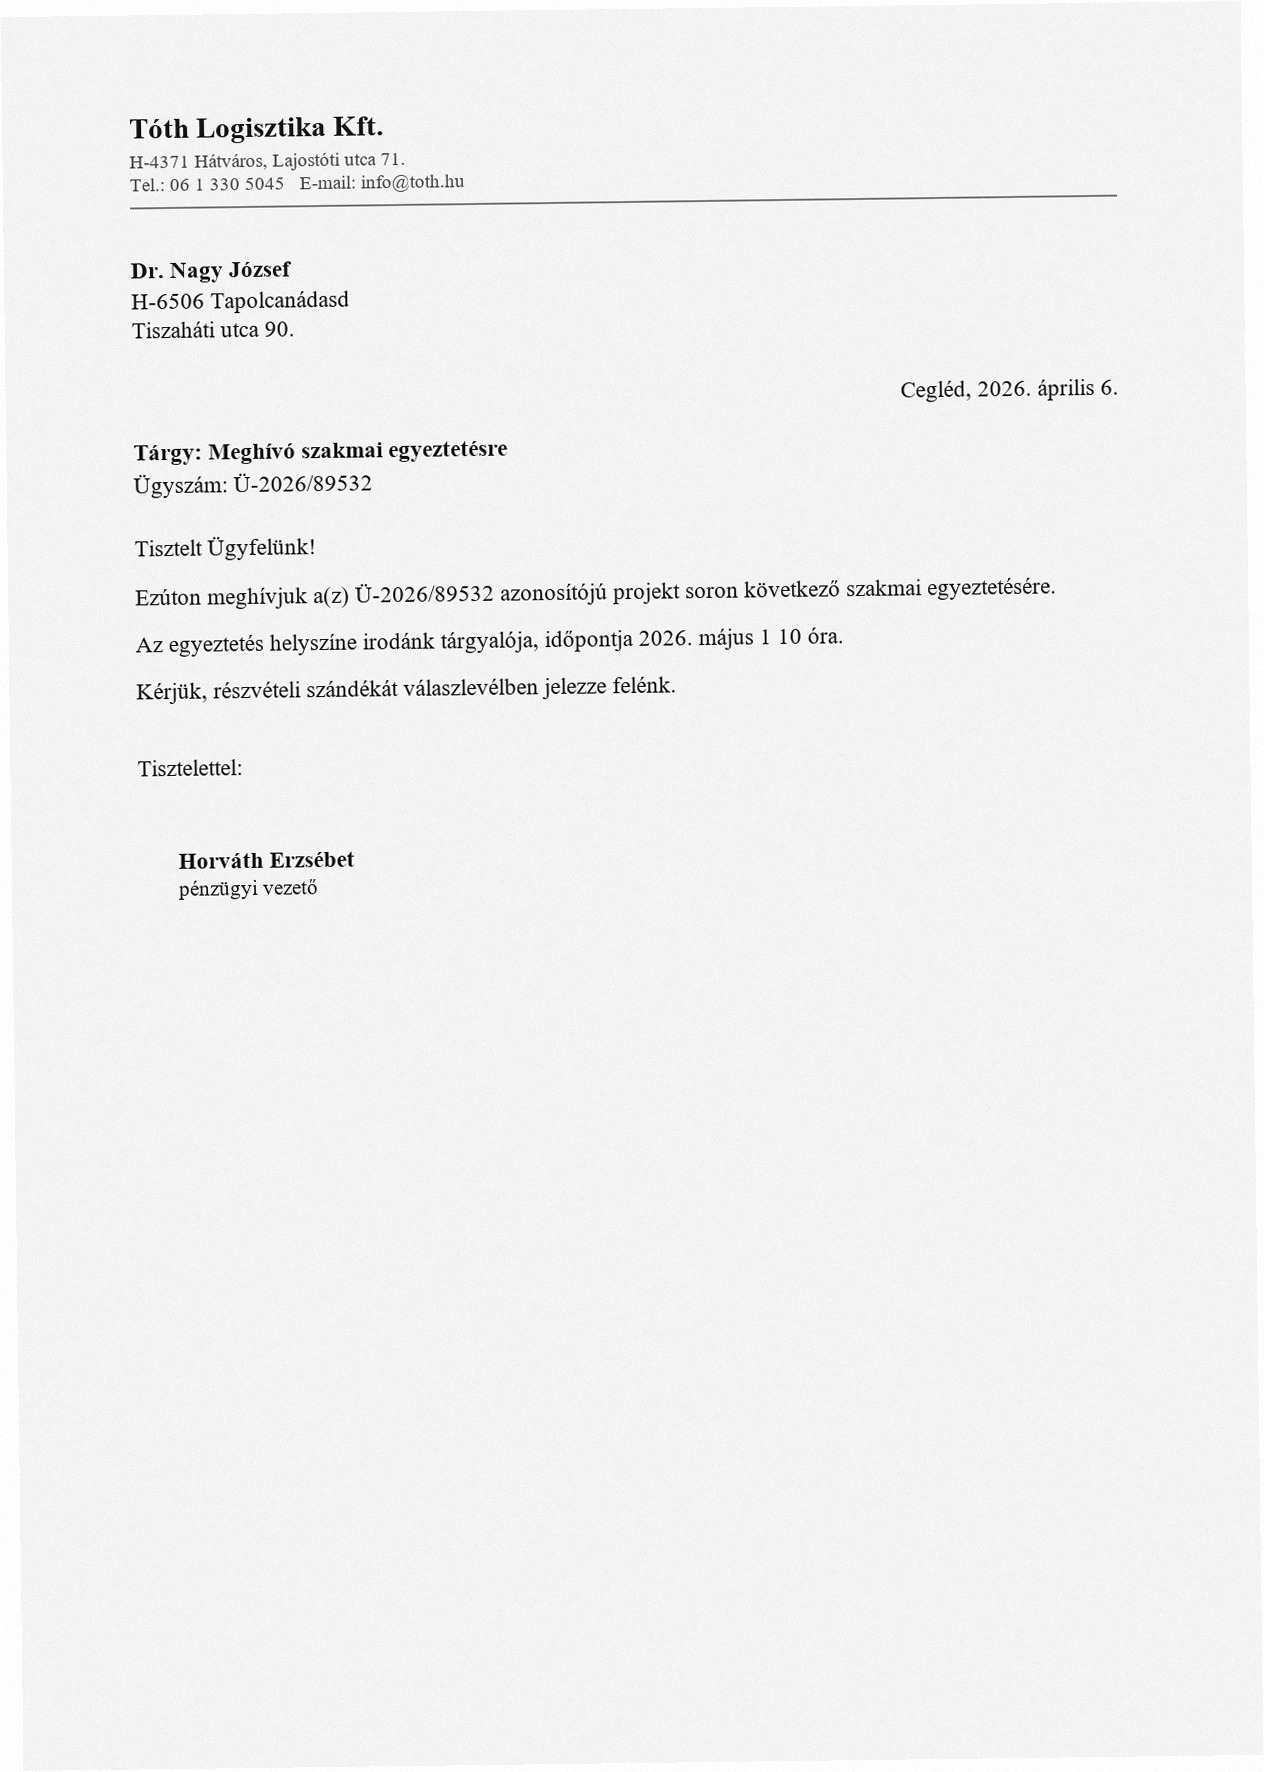 Tóth Logisztika Kft.
H-4371 Hátváros, Lajostóti utca 71.
Tel.: 06 1 330 5045 E-mail: info@toth.hu
Dr. Nagy József
H-6506 Tapolcanádasd
Tiszaháti utca 90.
Cegléd, 2026. április 6.
Tárgy: Meghívó szakmai egyeztetésre
Ügyszám: Ü-2026/89532
Tisztelt Ügyfelünk!
Ezúton meghívjuk a(z) Ü-2026/89532 azonosítójú projekt soron következő szakmai egyeztetésére.
Az egyeztetés helyszíne irodánk tárgyalója, időpontja 2026. május 1 10 óra.
Kérjük, részvételi szándékát válaszlevélben jelezze felénk.
Tisztelettel:
Horváth Erzsébet
pénzügyi vezető